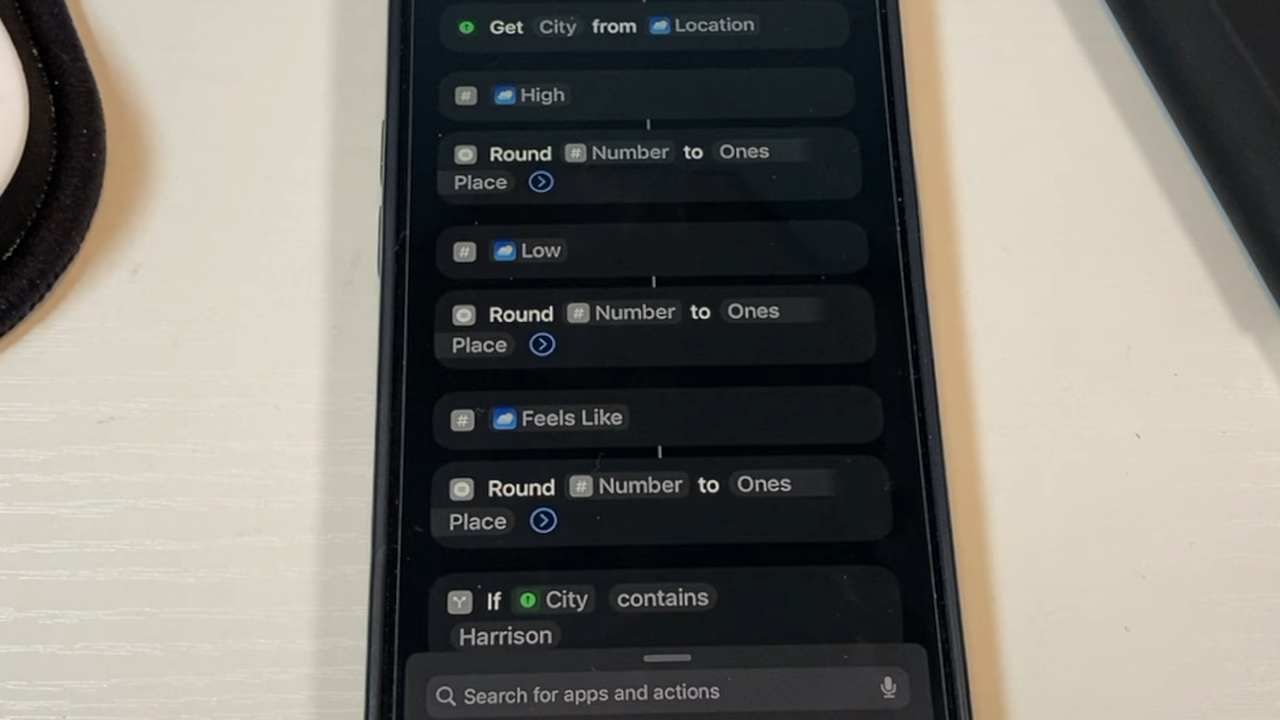 Get City from Location
# High
Round # Number to Ones
Place
# Low
Round # Number to Ones
Place
# Feels Like
Round # Number to Ones
Place
If City contains
Harrison
Search for apps and actions